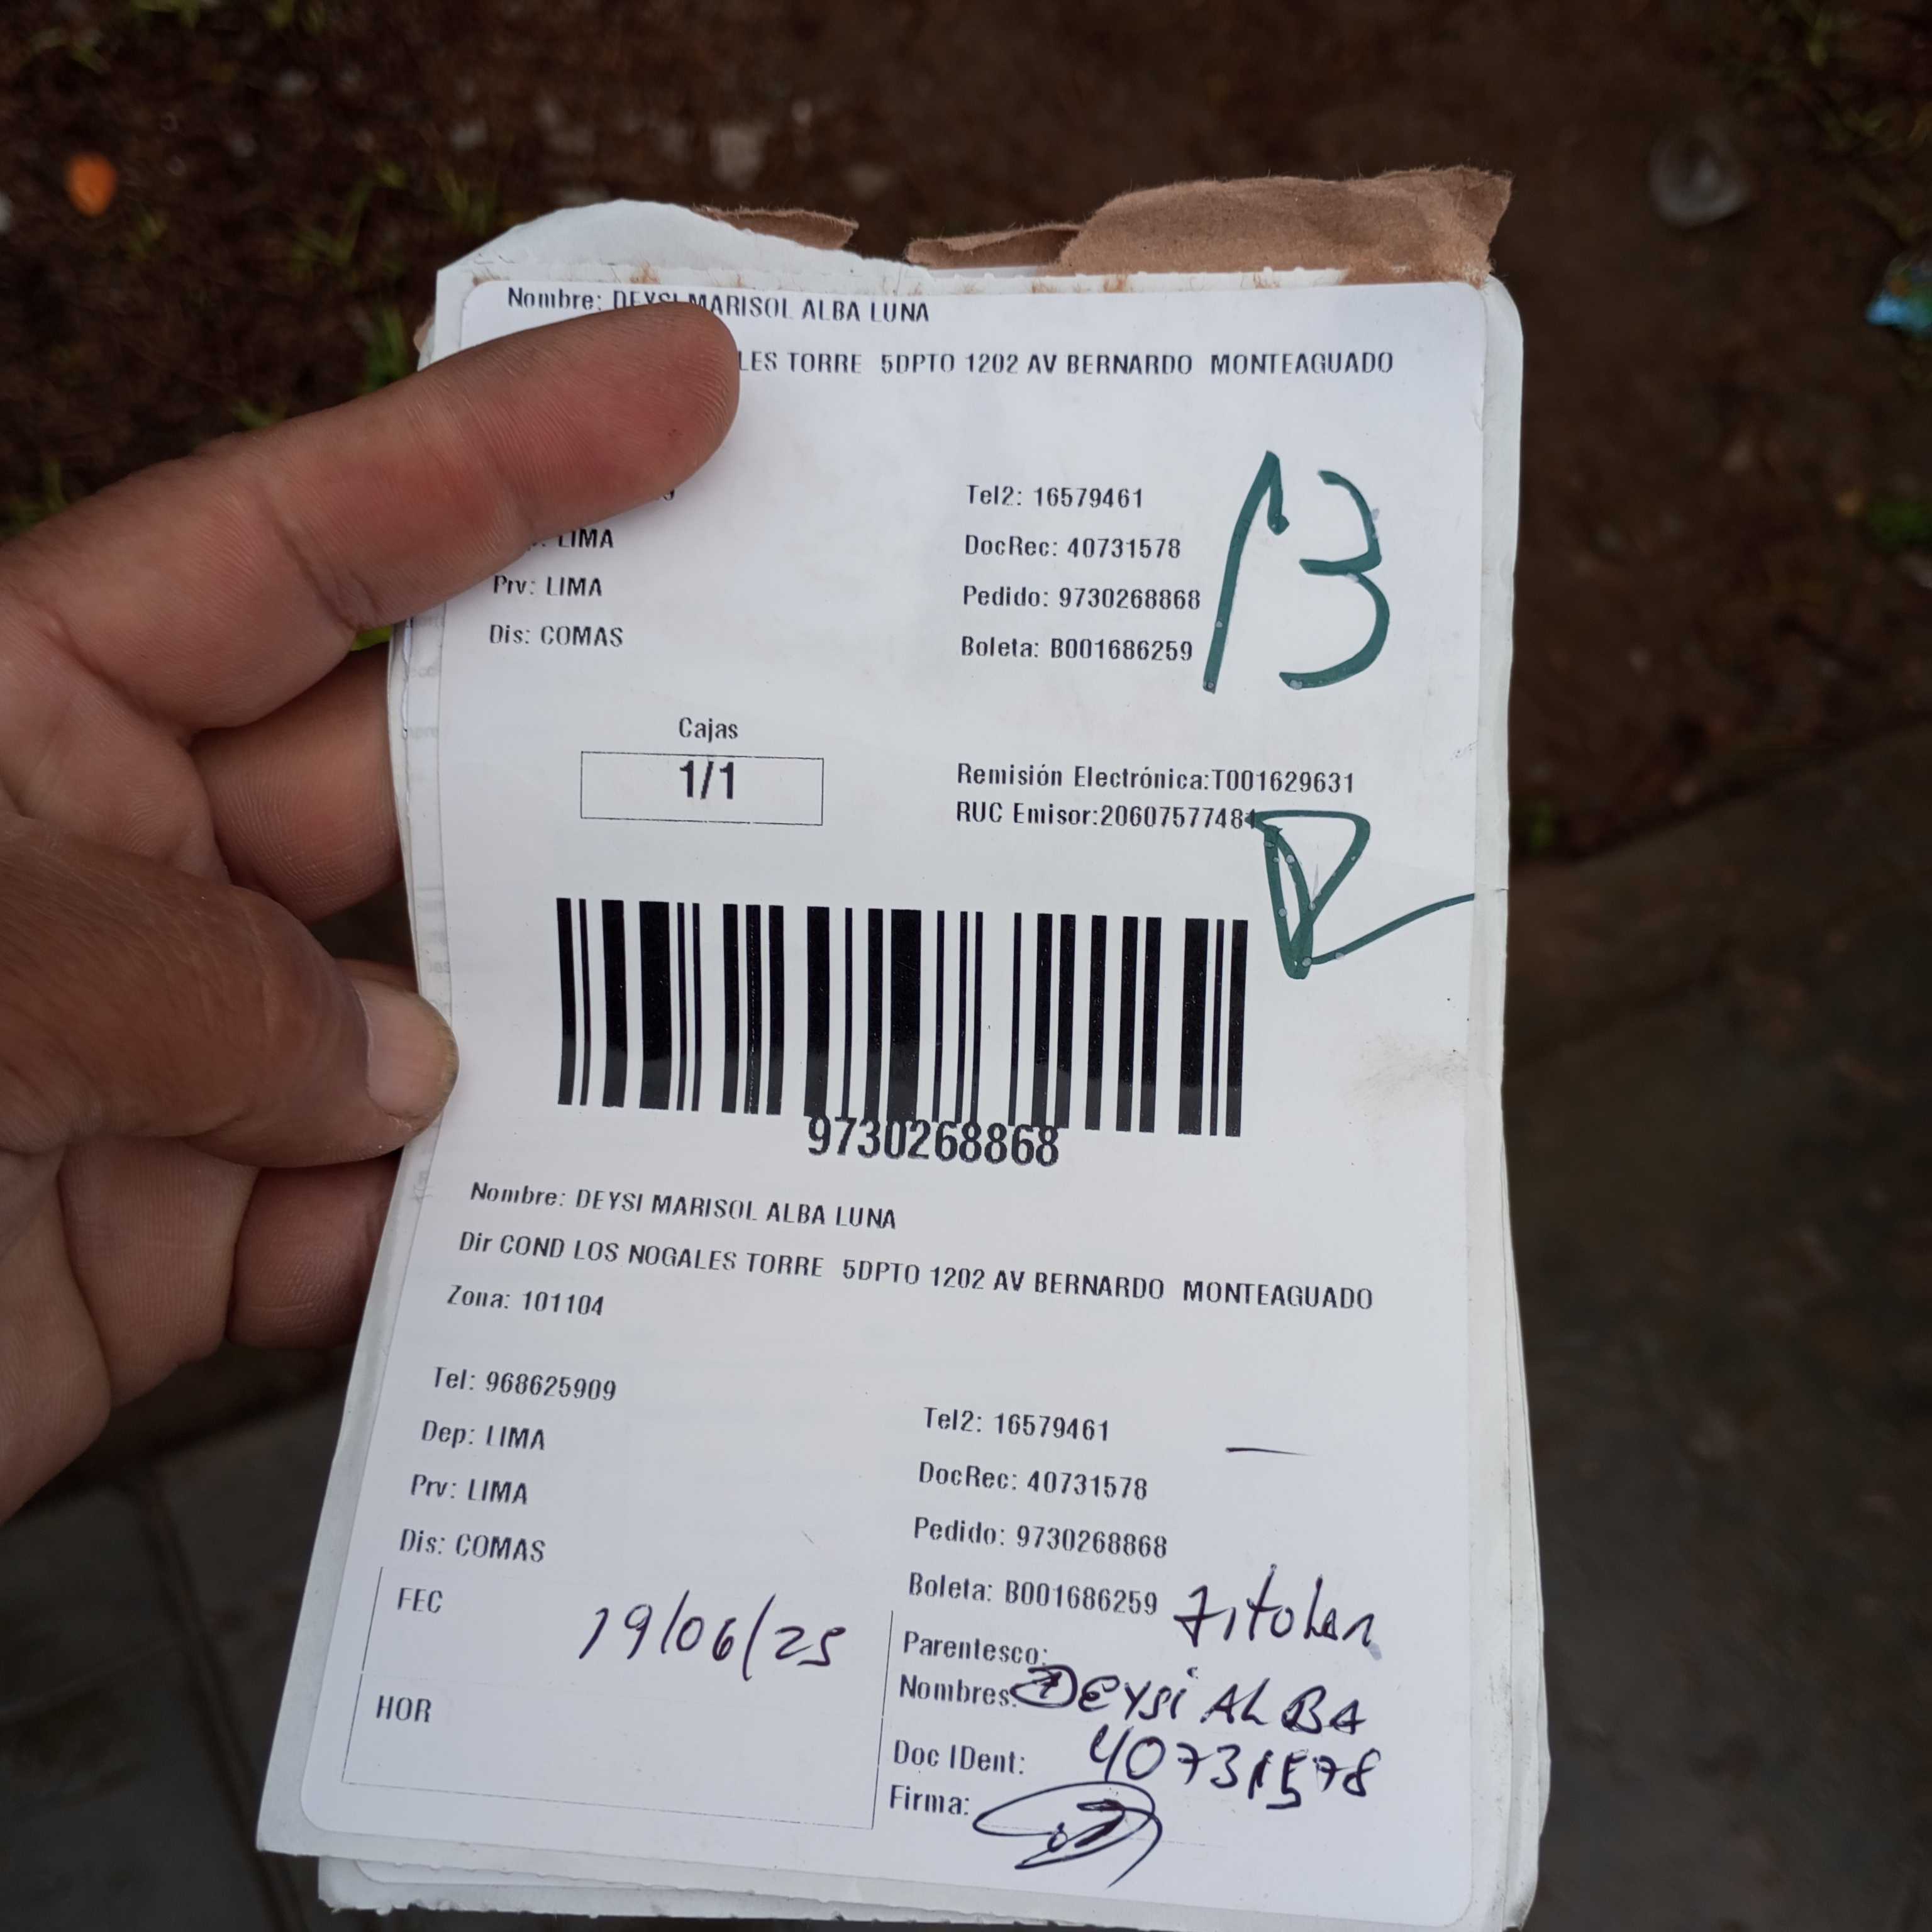 Nombre: DEYSI MARISOL ALBA LUNA
LES TORRE 5DPTO 1202 AV BERNARDO MONTEAGUADO
Tel2: 16579461
LIMA
DocRec: 40731578
Prv: LIMA
Pedido: 9730268868
Dis: COMAS
Boleta: B001686259
13
Cajas
1/1
Remisión Electrónica:T001629631
RUC Emisor:20607577484
9730268868
Nombre: DEYSI MARISOL ALBA LUNA
Dir COND LOS NOGALES TORRE 5DPTO 1202 AV BERNARDO MONTEAGUADO
Zona: 101104
Tel: 968625909
Tel2: 16579461
Dep: LIMA
DocRec: 40731578
Prv: LIMA
Pedido: 9730268868
Dis: COMAS
Boleta: B001686259
FEC 19/06/25
Parentesco: Titular
Nombres: DEYSI ALBA
HOR
Doc IDent: 40731578
Firma: